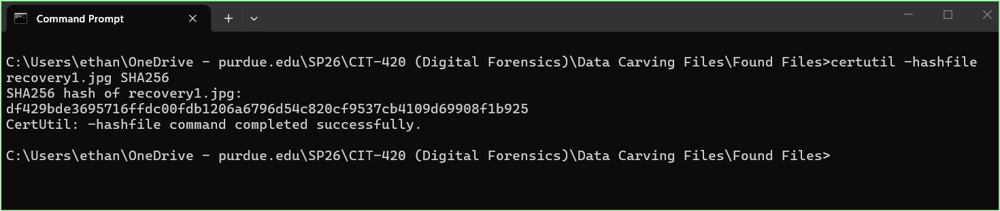 Command Prompt
C:\Users\ethan\OneDrive - purdue.edu\SP26\CIT-420 (Digital Forensics)\Data Carving Files\Found Files>certutil -hashfile
recovery1.jpg SHA256
SHA256 hash of recovery1.jpg:
df429bde3695716ffdc00fdb1206a6796d54c820cf9537cb4109d69908f1b925
CertUtil: -hashfile command completed successfully.
C:\Users\ethan\OneDrive - purdue.edu\SP26\CIT-420 (Digital Forensics)\Data Carving Files\Found Files>